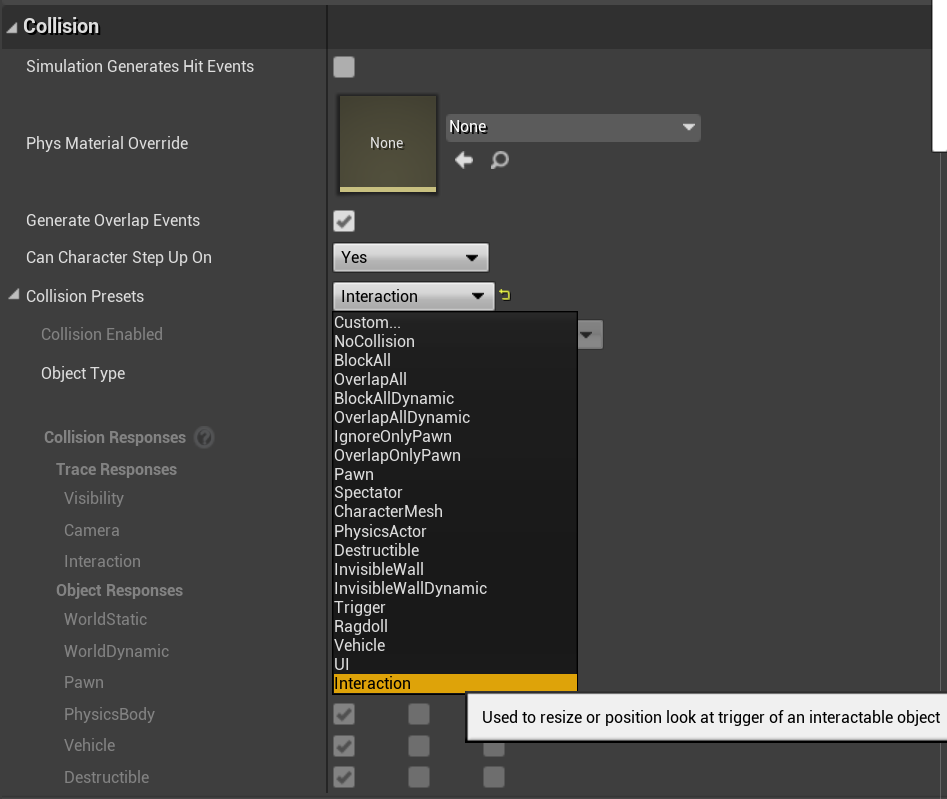 Collision
Simulation Generates Hit Events
Phys Material Override
None
None
Generate Overlap Events
Can Character Step Up On
Yes
Collision Presets
Interaction
Custom...
NoCollision
BlockAll
OverlapAll
BlockAllDynamic
OverlapAllDynamic
IgnoreOnlyPawn
OverlapOnlyPawn
Pawn
Spectator
CharacterMesh
PhysicsActor
Destructible
InvisibleWall
InvisibleWallDynamic
Trigger
Ragdoll
Vehicle
UI
Interaction
Used to resize or position look at trigger of an interactable object
Collision Enabled
Object Type
Collision Responses ?
Trace Responses
Visibility
Camera
Interaction
Object Responses
WorldStatic
WorldDynamic
Pawn
PhysicsBody
Vehicle
Destructible